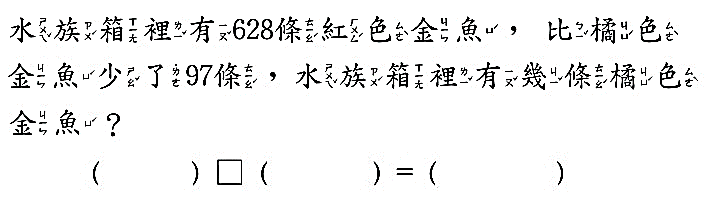 水族箱裡有628條紅色金魚，比橘色
金魚少了97條，水族箱裡有幾條橘色
金魚？
(　　　)□(　　　)=(　　　)